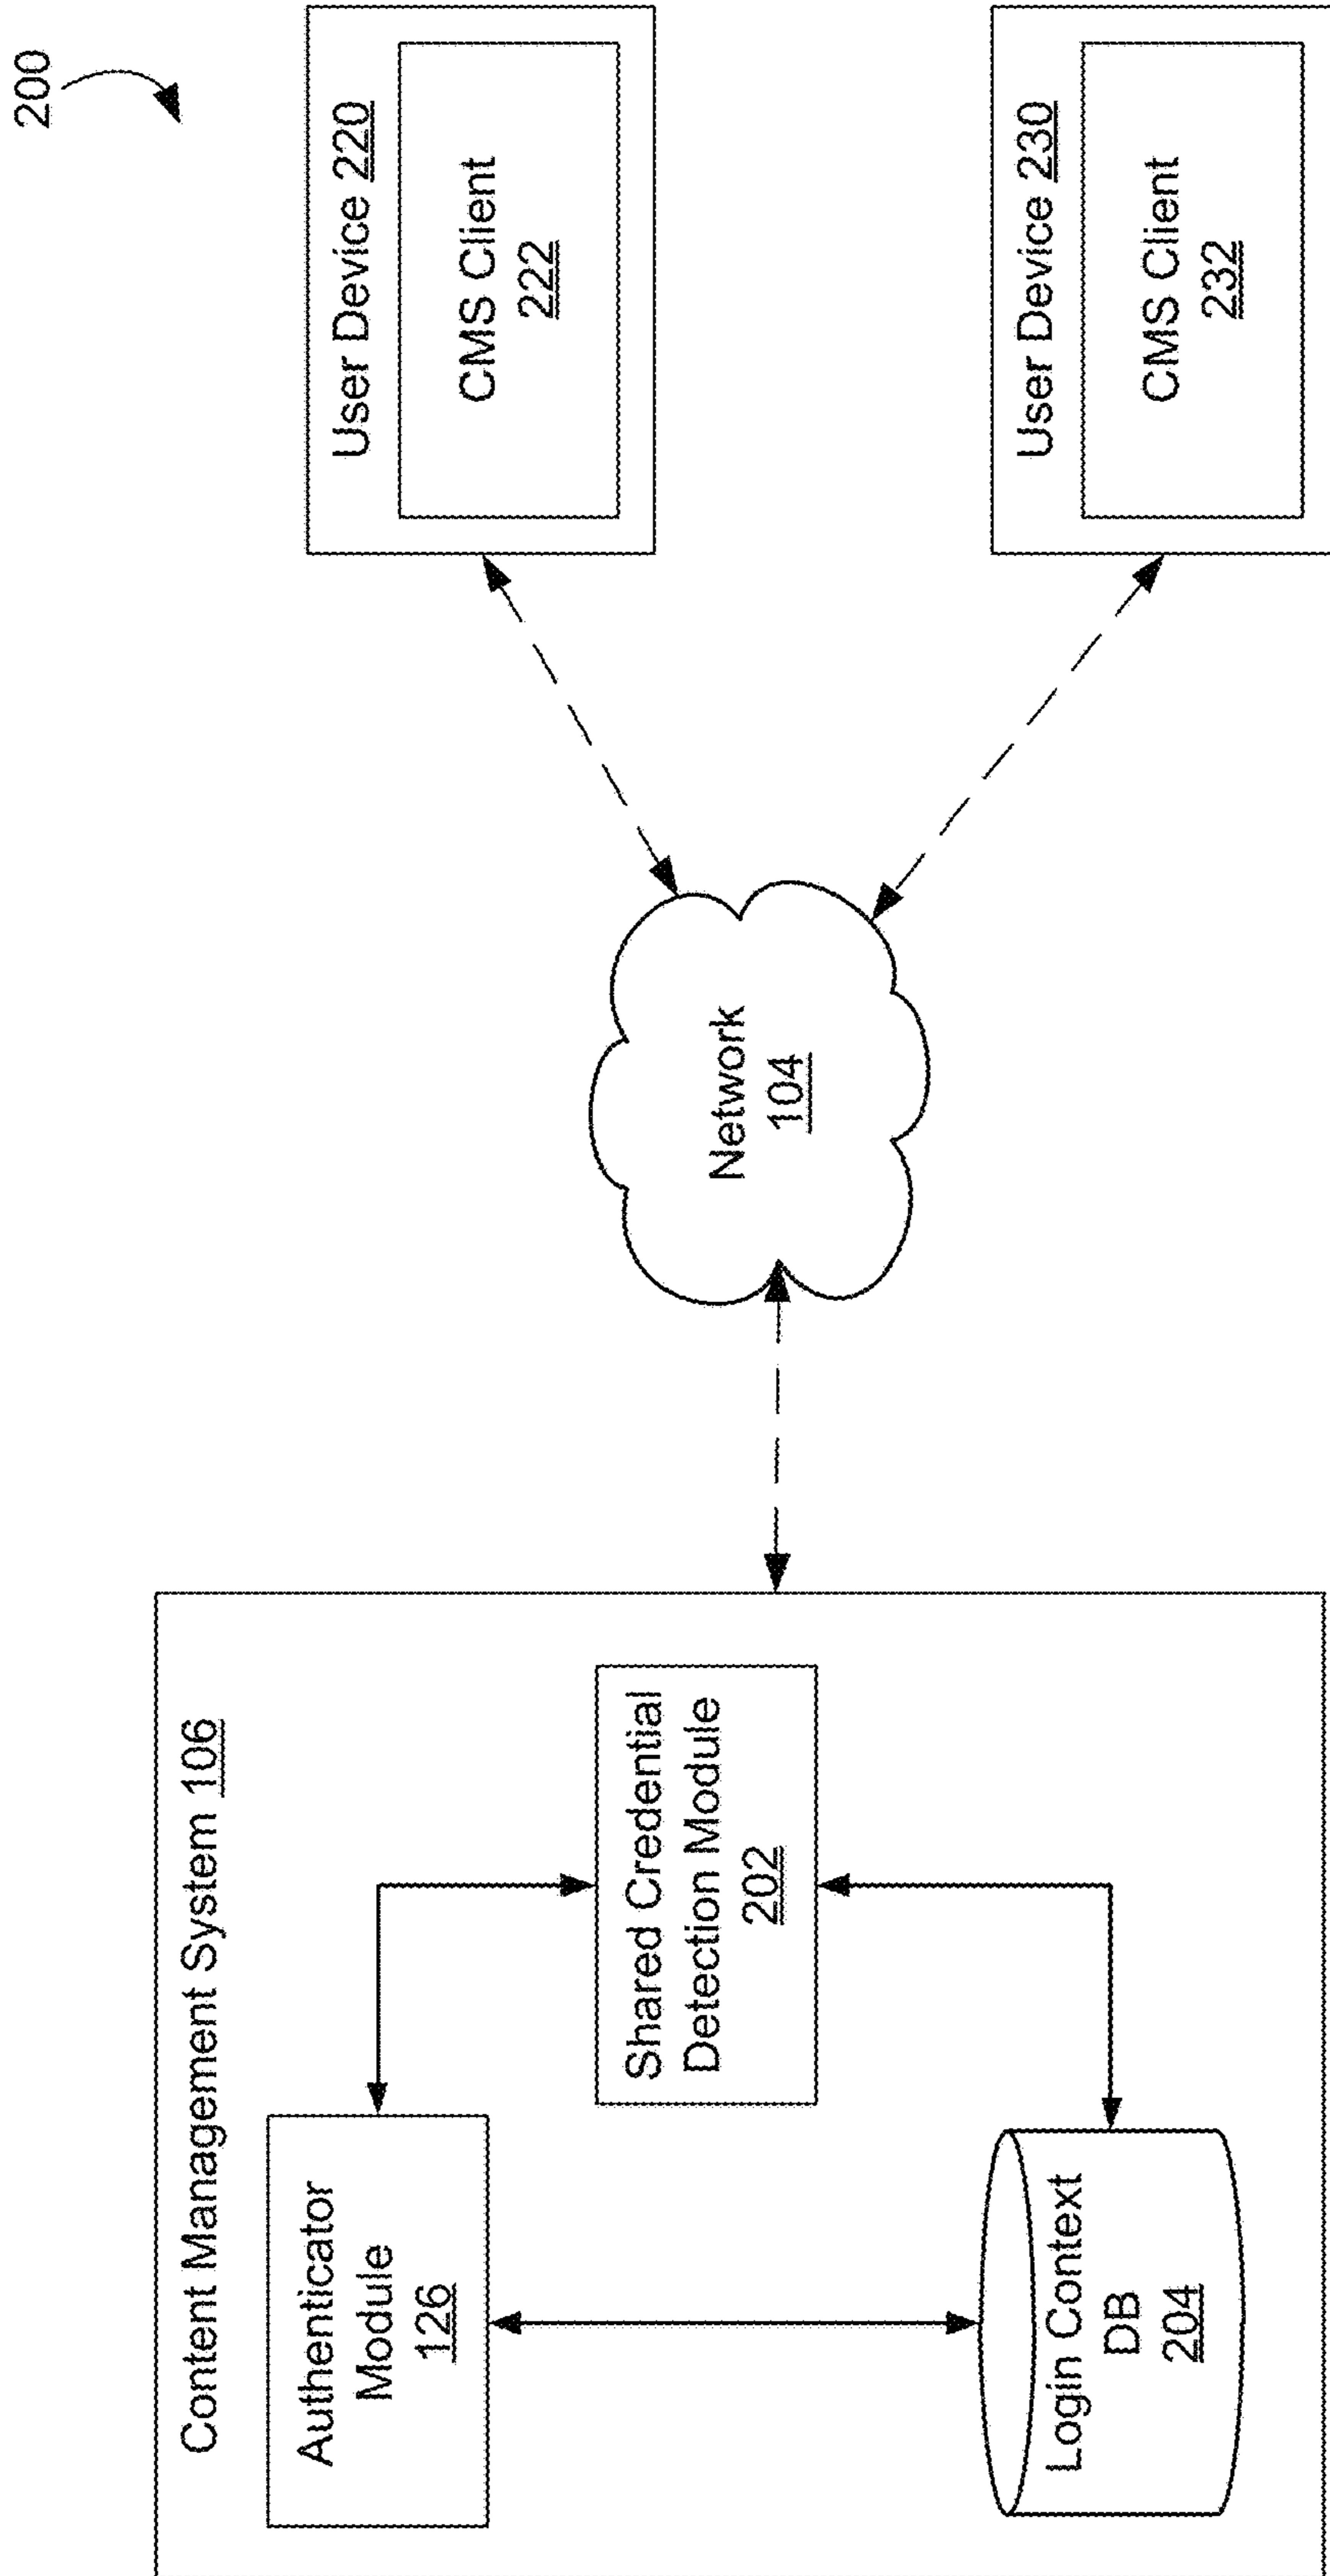 200
Content Management System 106
Authenticator
Module
126
Shared Credential
Detection Module
202
Login Context
DB
204
Network
104
User Device 220
CMS Client
222
User Device 230
CMS Client
232